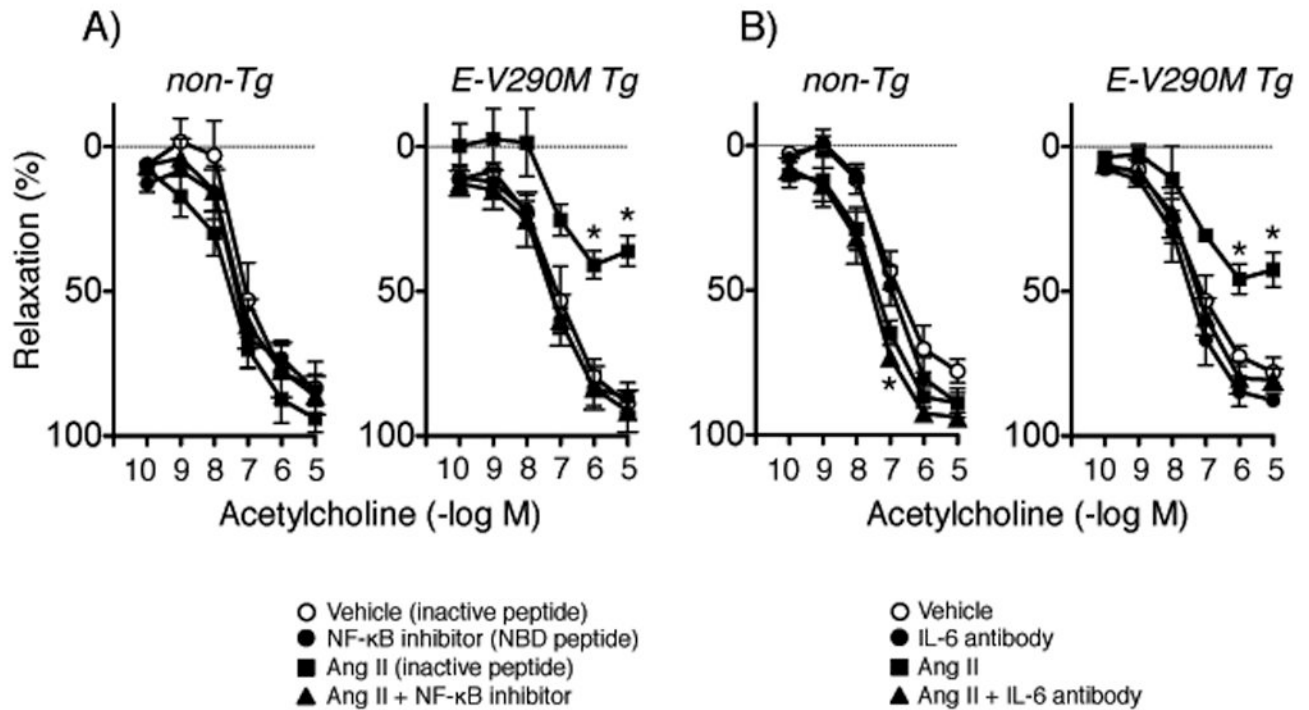 A)
B)
non-Tg
E-V290M Tg
non-Tg
E-V290M Tg
Relaxation (%)
0
50
100
0
50
100
0
50
100
0
50
100
*
*
*
*
*
10 9 8 7 6 5
10 9 8 7 6 5
10 9 8 7 6 5
10 9 8 7 6 5
Acetylcholine (-log M)
Acetylcholine (-log M)
Vehicle (inactive peptide)
NF-κB inhibitor (NBD peptide)
Ang II (inactive peptide)
Ang II + NF-κB inhibitor
Vehicle
IL-6 antibody
Ang II
Ang II + IL-6 antibody